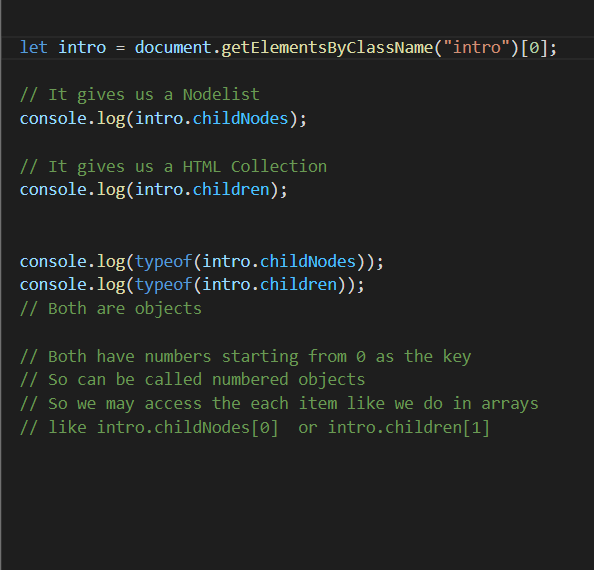 let intro = document.getElementsByClassName("intro")[0];
// It gives us a Nodelist
console.log(intro.childNodes);
// It gives us a HTML Collection
console.log(intro.children);
console.log(typeof(intro.childNodes));
console.log(typeof(intro.children));
// Both are objects
// Both have numbers starting from 0 as the key
// So can be called numbered objects
// So we may access the each item like we do in arrays
// like intro.childNodes[0]  or intro.children[1]